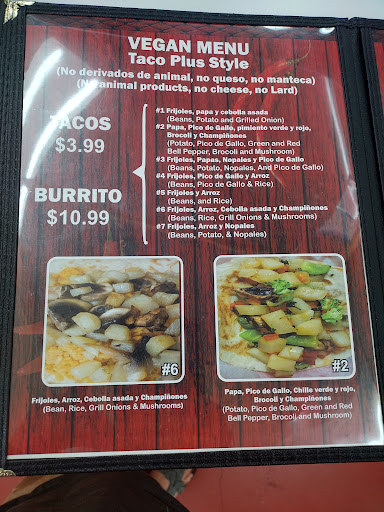 VEGAN MENU
Taco Plus Style
(No derivados de animal, no queso, no manteca)
(No animal products, no cheese, no Lard)
TACOS
$3.99
BURRITO
$10.99
#1 Frijoles, papa y cebolla asada
(Beans, Potato and Grilled Onion)
#2 Papa, Pico de Gallo, pimiento verde y rojo,
Brocoli y Champiñones
(Potato, Pico de Gallo, Green and Red
Bell Pepper, Brocoli and Mushroom)
#3 Frijoles, Papas, Nopales y Pico de Gallo
(Beans, Potato, Nopales, And Pico de Gallo)
#4 Frijoles, Pico de Gallo y Arroz
(Beans, Pico de Gallo & Rice)
#5 Frijoles y Arroz
(Beans, and Rice)
#6 Frijoles, Arroz, Cebolla asada y Champiñones
(Beans, Rice, Grill Onions & Mushrooms)
#7 Frijoles, Arroz y Nopales
(Beans, Potato, & Nopales)
#6
Frijoles, Arroz, Cebolla asada y Champiñones
(Bean, Rice, Grill Onions & Mushrooms)
#2
Papa, Pico de Gallo, Chille verde y rojo,
Brocoli y Champiñones
(Potato, Pico de Gallo, Green and Red
Bell Pepper, Brocoli and Mushroom)